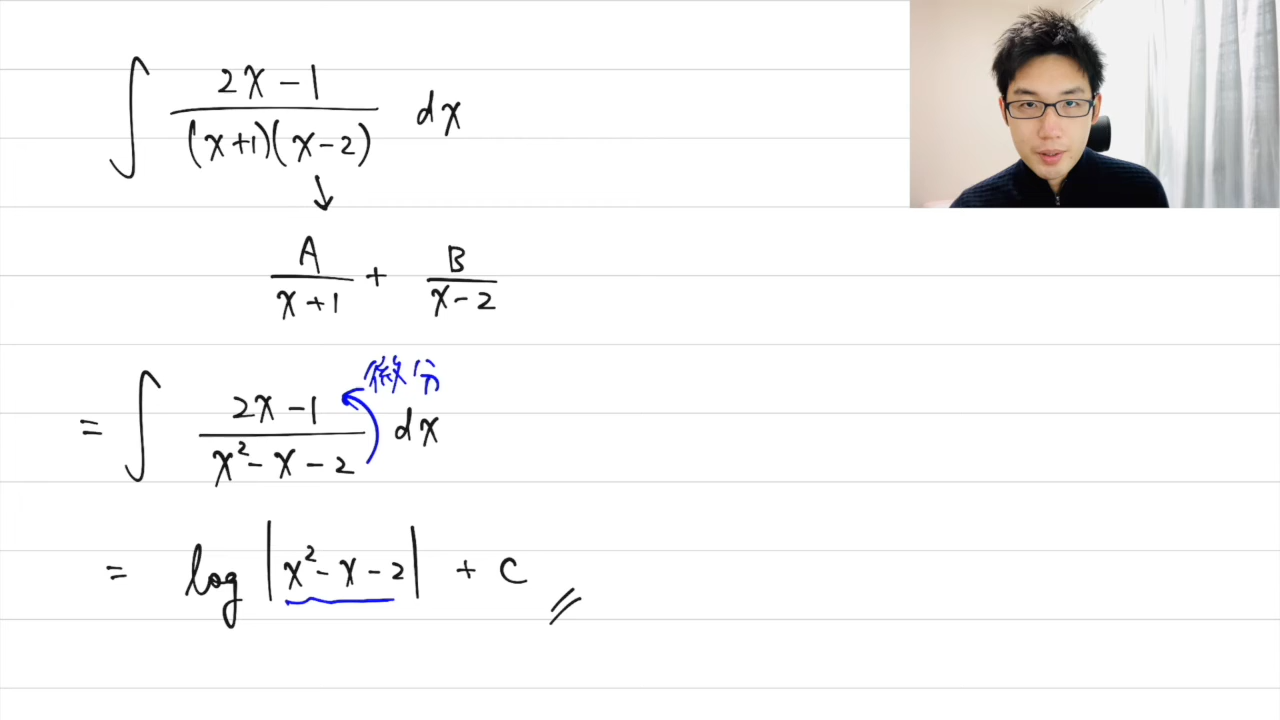 ∫ (2x-1)/((x+1)(x-2)) dx
↓
A/(x+1) + B/(x-2)
微分
= ∫ (2x-1)/(x²-x-2) dx
= log|x²-x-2| + C